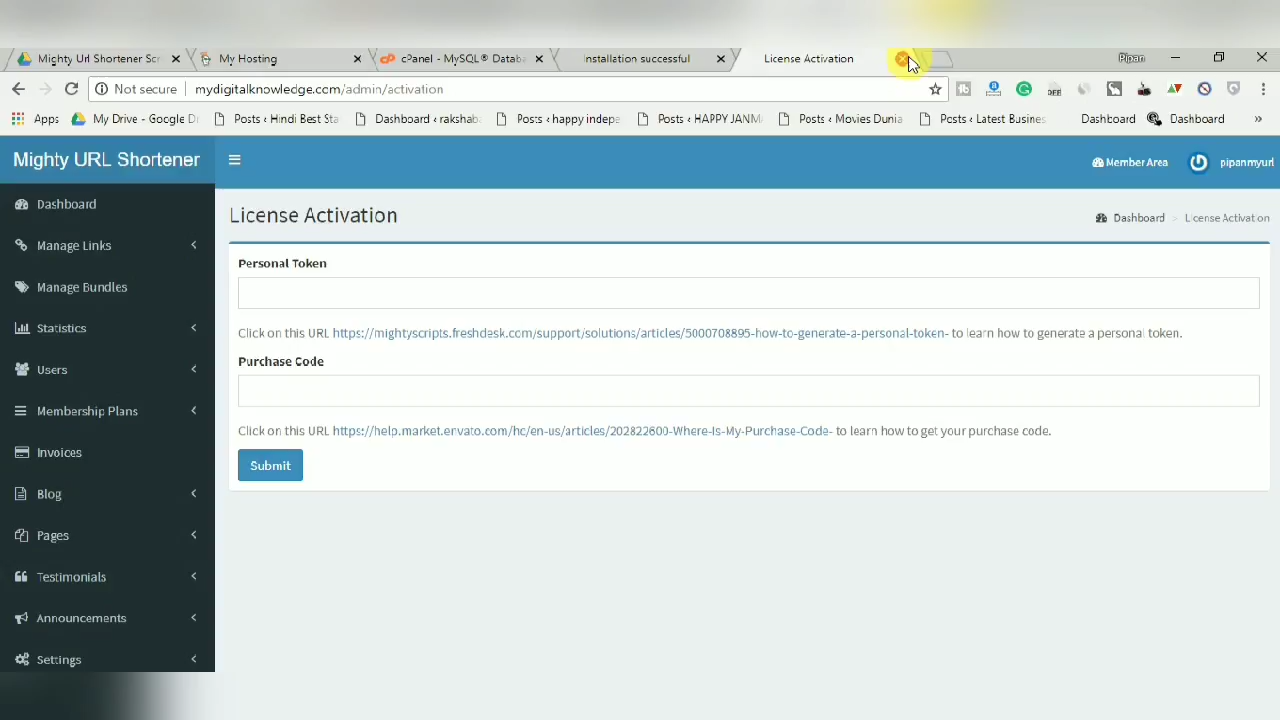 Mighty Url Shortener Scr
My Hosting
cPanel - MySQL® Databa
Installation successful
License Activation
Pipan
Not secure
mydigitalknowledge.com/admin/activation
Apps
My Drive - Google Dr
Posts ‹ Hindi Best Sta
Dashboard ‹ rakshab
Posts ‹ happy indepe
Posts ‹ HAPPY JANM
Posts ‹ Movies Dunia
Posts ‹ Latest Busines
Dashboard
Dashboard
»
Mighty URL Shortener
Member Area
pipanmyurl
Dashboard
Manage Links
Manage Bundles
Statistics
Users
Membership Plans
Invoices
Blog
Pages
Testimonials
Announcements
Settings
License Activation
Dashboard > License Activation
Personal Token
Click on this URL https://mightyscripts.freshdesk.com/support/solutions/articles/5000708895-how-to-generate-a-personal-token- to learn how to generate a personal token.
Purchase Code
Click on this URL https://help.market.envato.com/hc/en-us/articles/202822600-Where-Is-My-Purchase-Code- to learn how to get your purchase code.
Submit